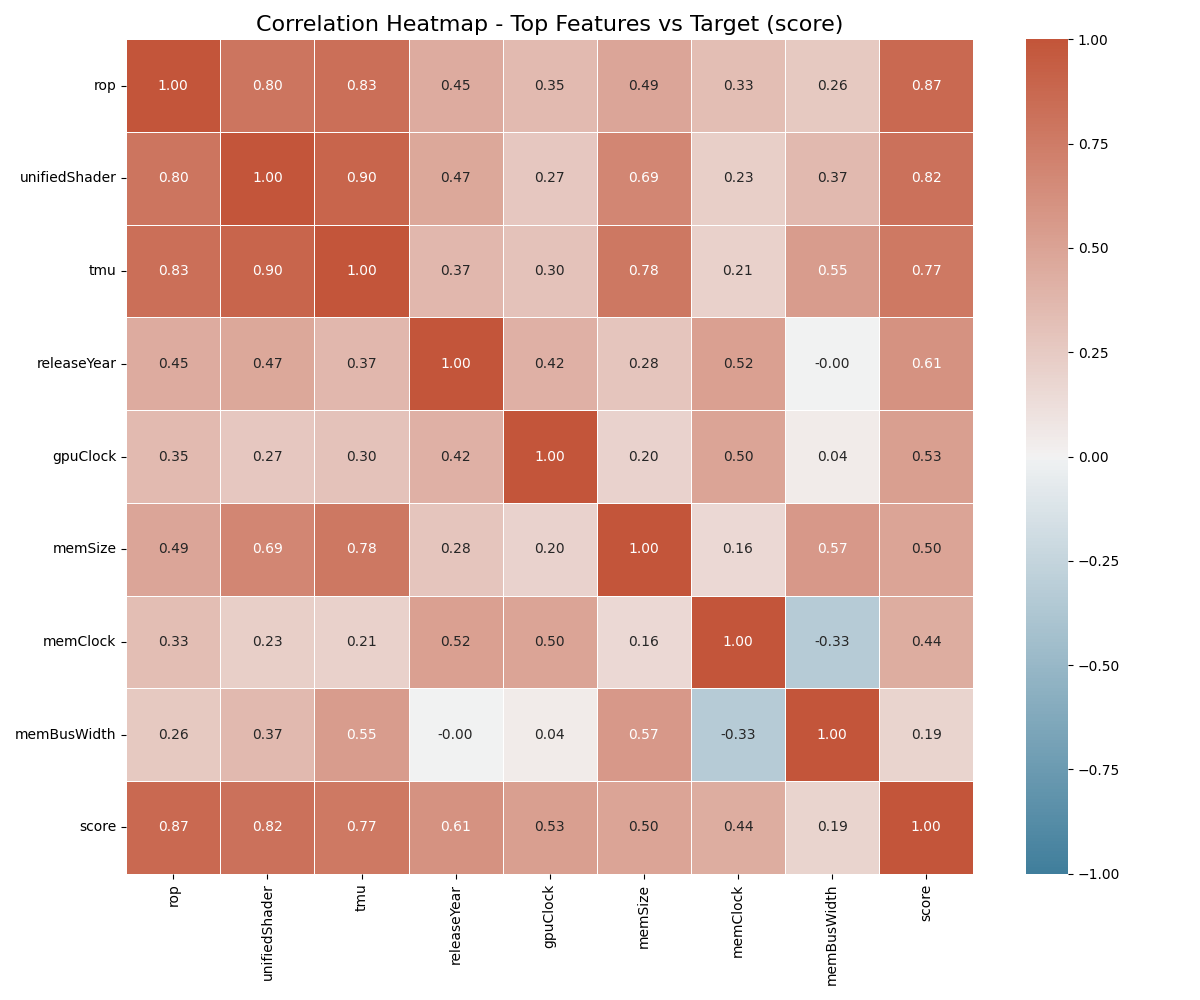 Correlation Heatmap - Top Features vs Target (score)
rop 1.00 0.80 0.83 0.45 0.35 0.49 0.33 0.26 0.87
unifiedShader 0.80 1.00 0.90 0.47 0.27 0.69 0.23 0.37 0.82
tmu 0.83 0.90 1.00 0.37 0.30 0.78 0.21 0.55 0.77
releaseYear 0.45 0.47 0.37 1.00 0.42 0.28 0.52 -0.00 0.61
gpuClock 0.35 0.27 0.30 0.42 1.00 0.20 0.50 0.04 0.53
memSize 0.49 0.69 0.78 0.28 0.20 1.00 0.16 0.57 0.50
memClock 0.33 0.23 0.21 0.52 0.50 0.16 1.00 -0.33 0.44
memBusWidth 0.26 0.37 0.55 -0.00 0.04 0.57 -0.33 1.00 0.19
score 0.87 0.82 0.77 0.61 0.53 0.50 0.44 0.19 1.00
rop unifiedShader tmu releaseYear gpuClock memSize memClock memBusWidth score
1.00
0.75
0.50
0.25
0.00
−0.25
−0.50
−0.75
−1.00